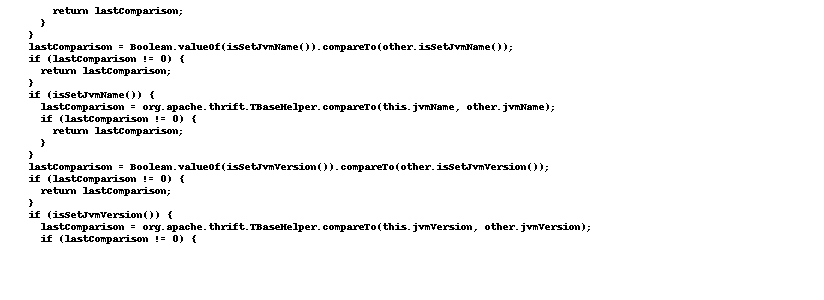 return lastComparison;
}
}
lastComparison = Boolean.valueOf(isSetJvmName()).compareTo(other.isSetJvmName());
if (lastComparison != 0) {
return lastComparison;
}
if (isSetJvmName()) {
lastComparison = org.apache.thrift.TBaseHelper.compareTo(this.jvmName, other.jvmName);
if (lastComparison != 0) {
return lastComparison;
}
}
lastComparison = Boolean.valueOf(isSetJvmVersion()).compareTo(other.isSetJvmVersion());
if (lastComparison != 0) {
return lastComparison;
}
if (isSetJvmVersion()) {
lastComparison = org.apache.thrift.TBaseHelper.compareTo(this.jvmVersion, other.jvmVersion);
if (lastComparison != 0) {